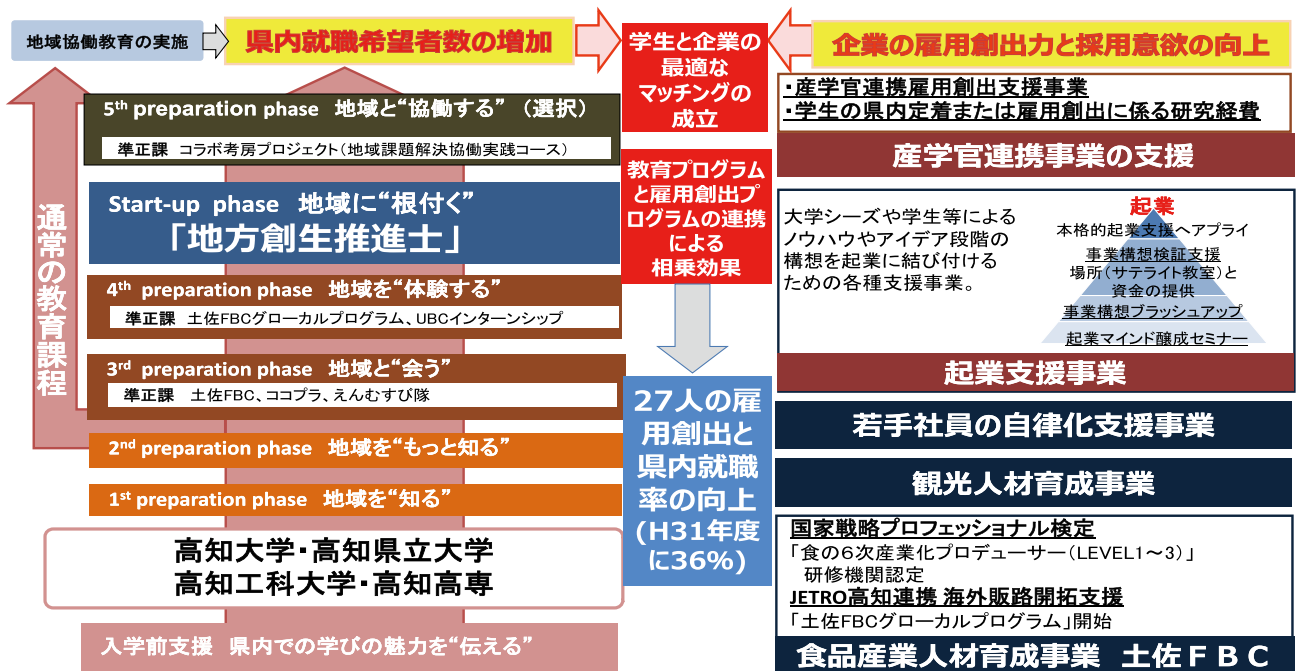 地域協働教育の実施
県内就職希望者数の増加
5th preparation phase 地域と“協働する” （選択）
準正課 コラボ考房プロジェクト（地域課題解決協働実践コース）
Start-up phase 地域に“根付く”
「地方創生推進士」
4th preparation phase 地域を“体験する”
準正課 土佐FBCグローカルプログラム、UBCインターンシップ
3rd preparation phase 地域と“会う”
準正課 土佐FBC、ココプラ、えんむすび隊
2nd preparation phase 地域を“もっと知る”
1st preparation phase 地域を“知る”
通常の教育課程
高知大学・高知県立大学
高知工科大学・高知高専
入学前支援 県内での学びの魅力を“伝える”
学生と企業の
最適な
マッチングの
成立
教育プログラム
と雇用創出プ
ログラムの連携
による
相乗効果
27人の雇
用創出と
県内就職
率の向上
(H31年度
に36%)
企業の雇用創出力と採用意欲の向上
・産学官連携雇用創出支援事業
・学生の県内定着または雇用創出に係る研究経費
産学官連携事業の支援
大学シーズや学生等による
ノウハウやアイデア段階の
構想を起業に結び付ける
ための各種支援事業。
起業
本格的起業支援へアプライ
事業構想検証支援
場所（サテライト教室）と
資金の提供
事業構想ブラッシュアップ
起業マインド醸成セミナー
起業支援事業
若手社員の自律化支援事業
観光人材育成事業
国家戦略プロフェッショナル検定
「食の６次産業化プロデューサー（LEVEL1～3）」
研修機関認定
JETRO高知連携 海外販路開拓支援
「土佐FBCグローカルプログラム」開始
食品産業人材育成事業 土佐ＦＢＣ